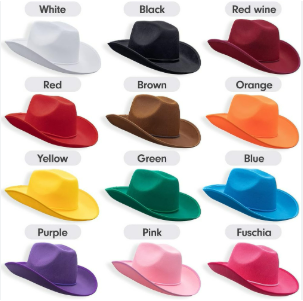 White Black Red wine
Red Brown Orange
Yellow Green Blue
Purple Pink Fuschia